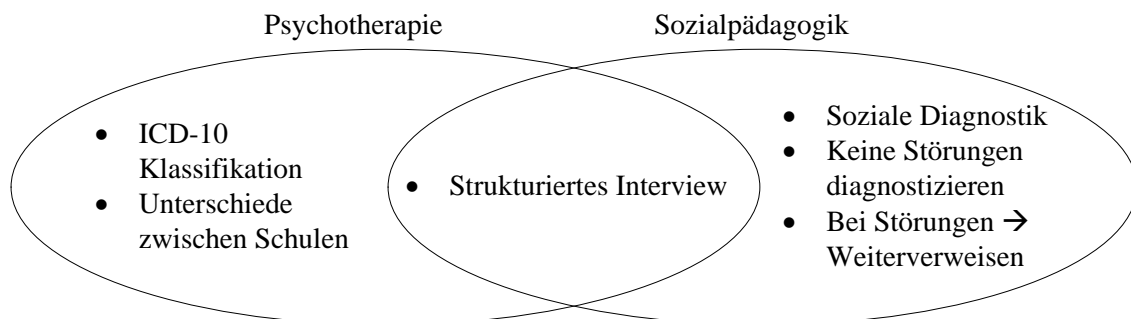 Psychotherapie
Sozialpädagogik
• ICD-10
Klassifikation
• Unterschiede
zwischen Schulen
• Strukturiertes Interview
• Soziale Diagnostik
• Keine Störungen
diagnostizieren
• Bei Störungen →
Weiterverweisen